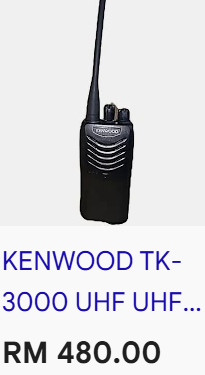 KENWOOD
KENWOOD TK-
3000 UHF UHF...
RM 480.00